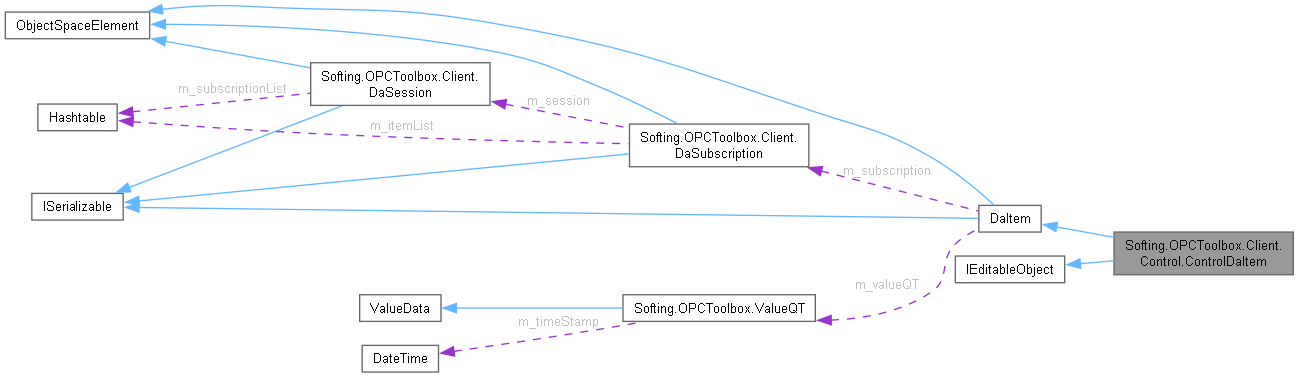 ObjectSpaceElement
Softing.OPCToolbox.Client.
DaSession
m_subscriptionList
m_session
Hashtable
m_itemList
Softing.OPCToolbox.Client.
DaSubscription
m_subscription
ISerializable
DaItem
Softing.OPCToolbox.Client.
Control.ControlDaItem
IEditableObject
m_valueQT
ValueData
Softing.OPCToolbox.ValueQT
m_timeStamp
DateTime